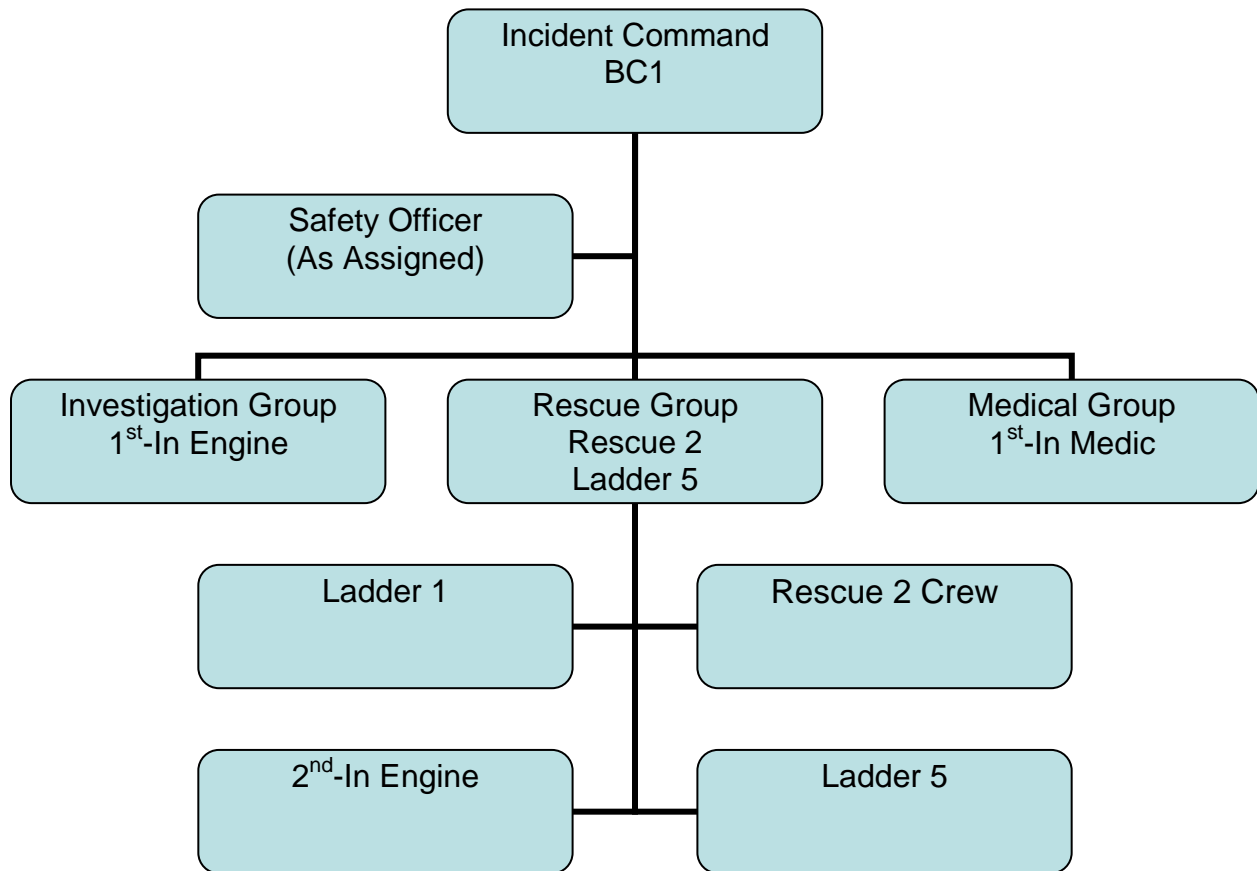 Incident Command
BC1
Safety Officer
(As Assigned)
Investigation Group
1st-In Engine
Rescue Group
Rescue 2
Ladder 5
Medical Group
1st-In Medic
Ladder 1
Rescue 2 Crew
2nd-In Engine
Ladder 5